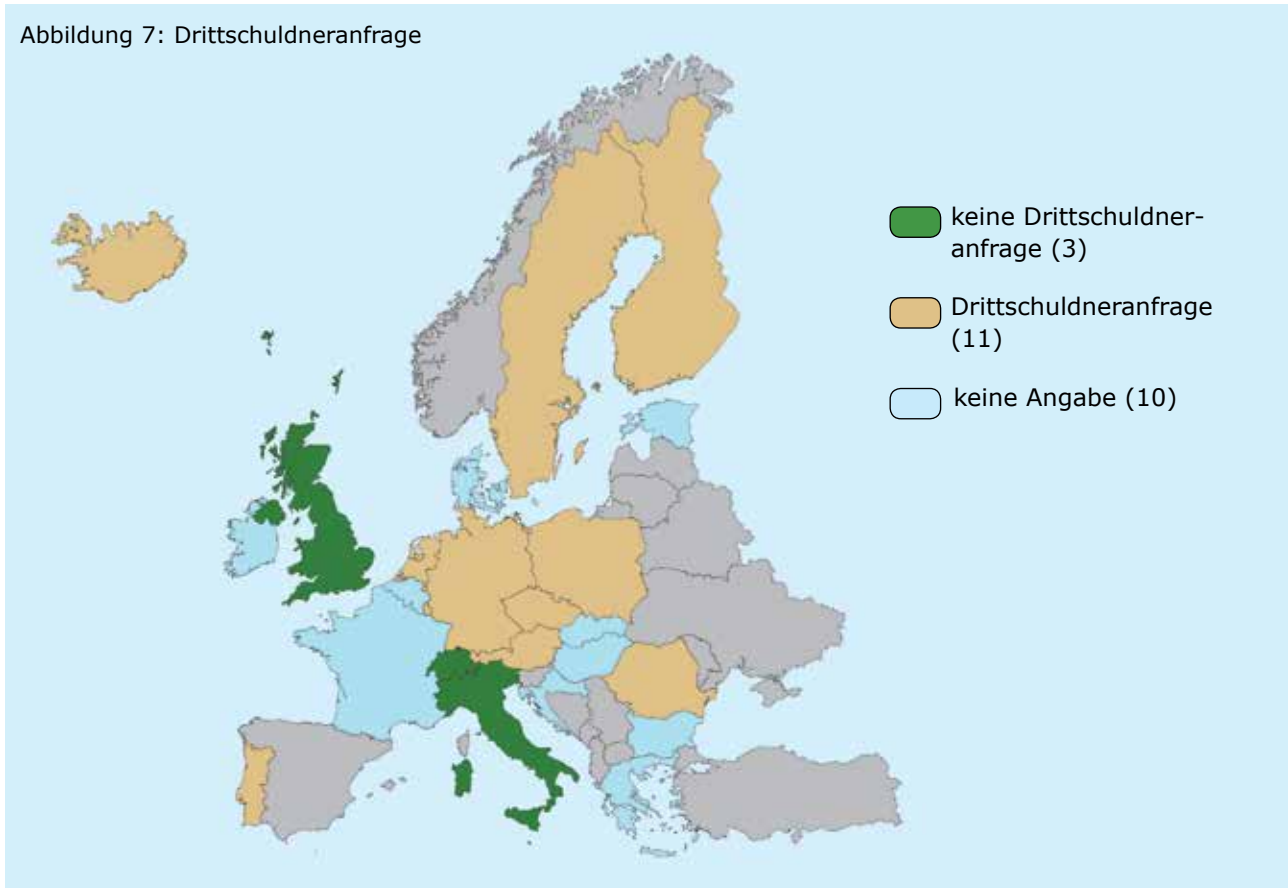 Abbildung 7: Drittschuldneranfrage
keine Drittschuldner-
anfrage (3)
Drittschuldneranfrage
(11)
keine Angabe (10)